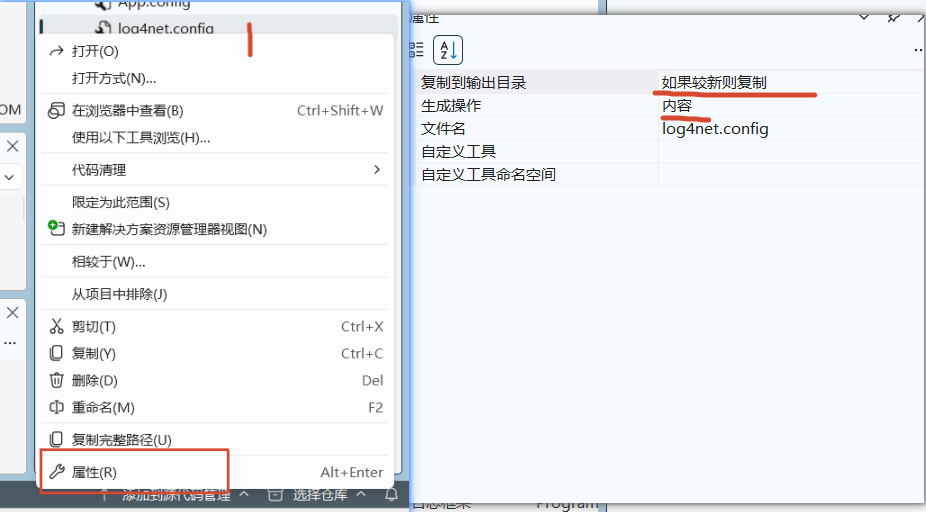 App.config
log4net.config
打开(O)
打开方式(N)...
在浏览器中查看(B) Ctrl+Shift+W
使用以下工具浏览(H)...
代码清理
限定为此范围(S)
新建解决方案资源管理器视图(N)
相较于(W)...
从项目中排除(J)
剪切(T) Ctrl+X
复制(Y) Ctrl+C
删除(D) Del
重命名(M) F2
复制完整路径(U)
属性(R) Alt+Enter
添加到源代码管理
选择仓库
OM
属性
复制到输出目录 如果较新则复制
生成操作 内容
文件名 log4net.config
自定义工具
自定义工具命名空间
日志框架 Program